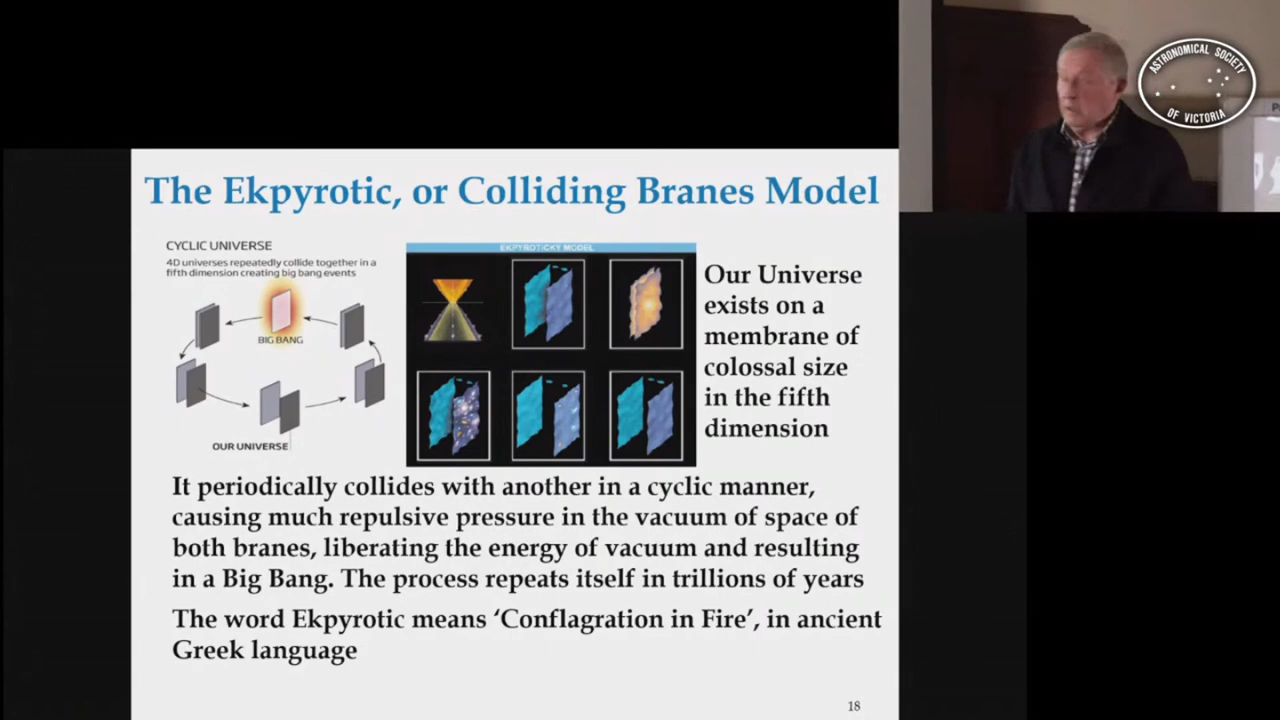 ASTRONOMICAL SOCIETY
OF VICTORIA
The Ekpyrotic, or Colliding Branes Model
CYCLIC UNIVERSE
4D universes repeatedly collide together in a
fifth dimension creating big bang events
BIG BANG
OUR UNIVERSE
EKPYROTICKY MODEL
Our Universe
exists on a
membrane of
colossal size
in the fifth
dimension
It periodically collides with another in a cyclic manner,
causing much repulsive pressure in the vacuum of space of
both branes, liberating the energy of vacuum and resulting
in a Big Bang. The process repeats itself in trillions of years
The word Ekpyrotic means ‘Conflagration in Fire’, in ancient
Greek language
18